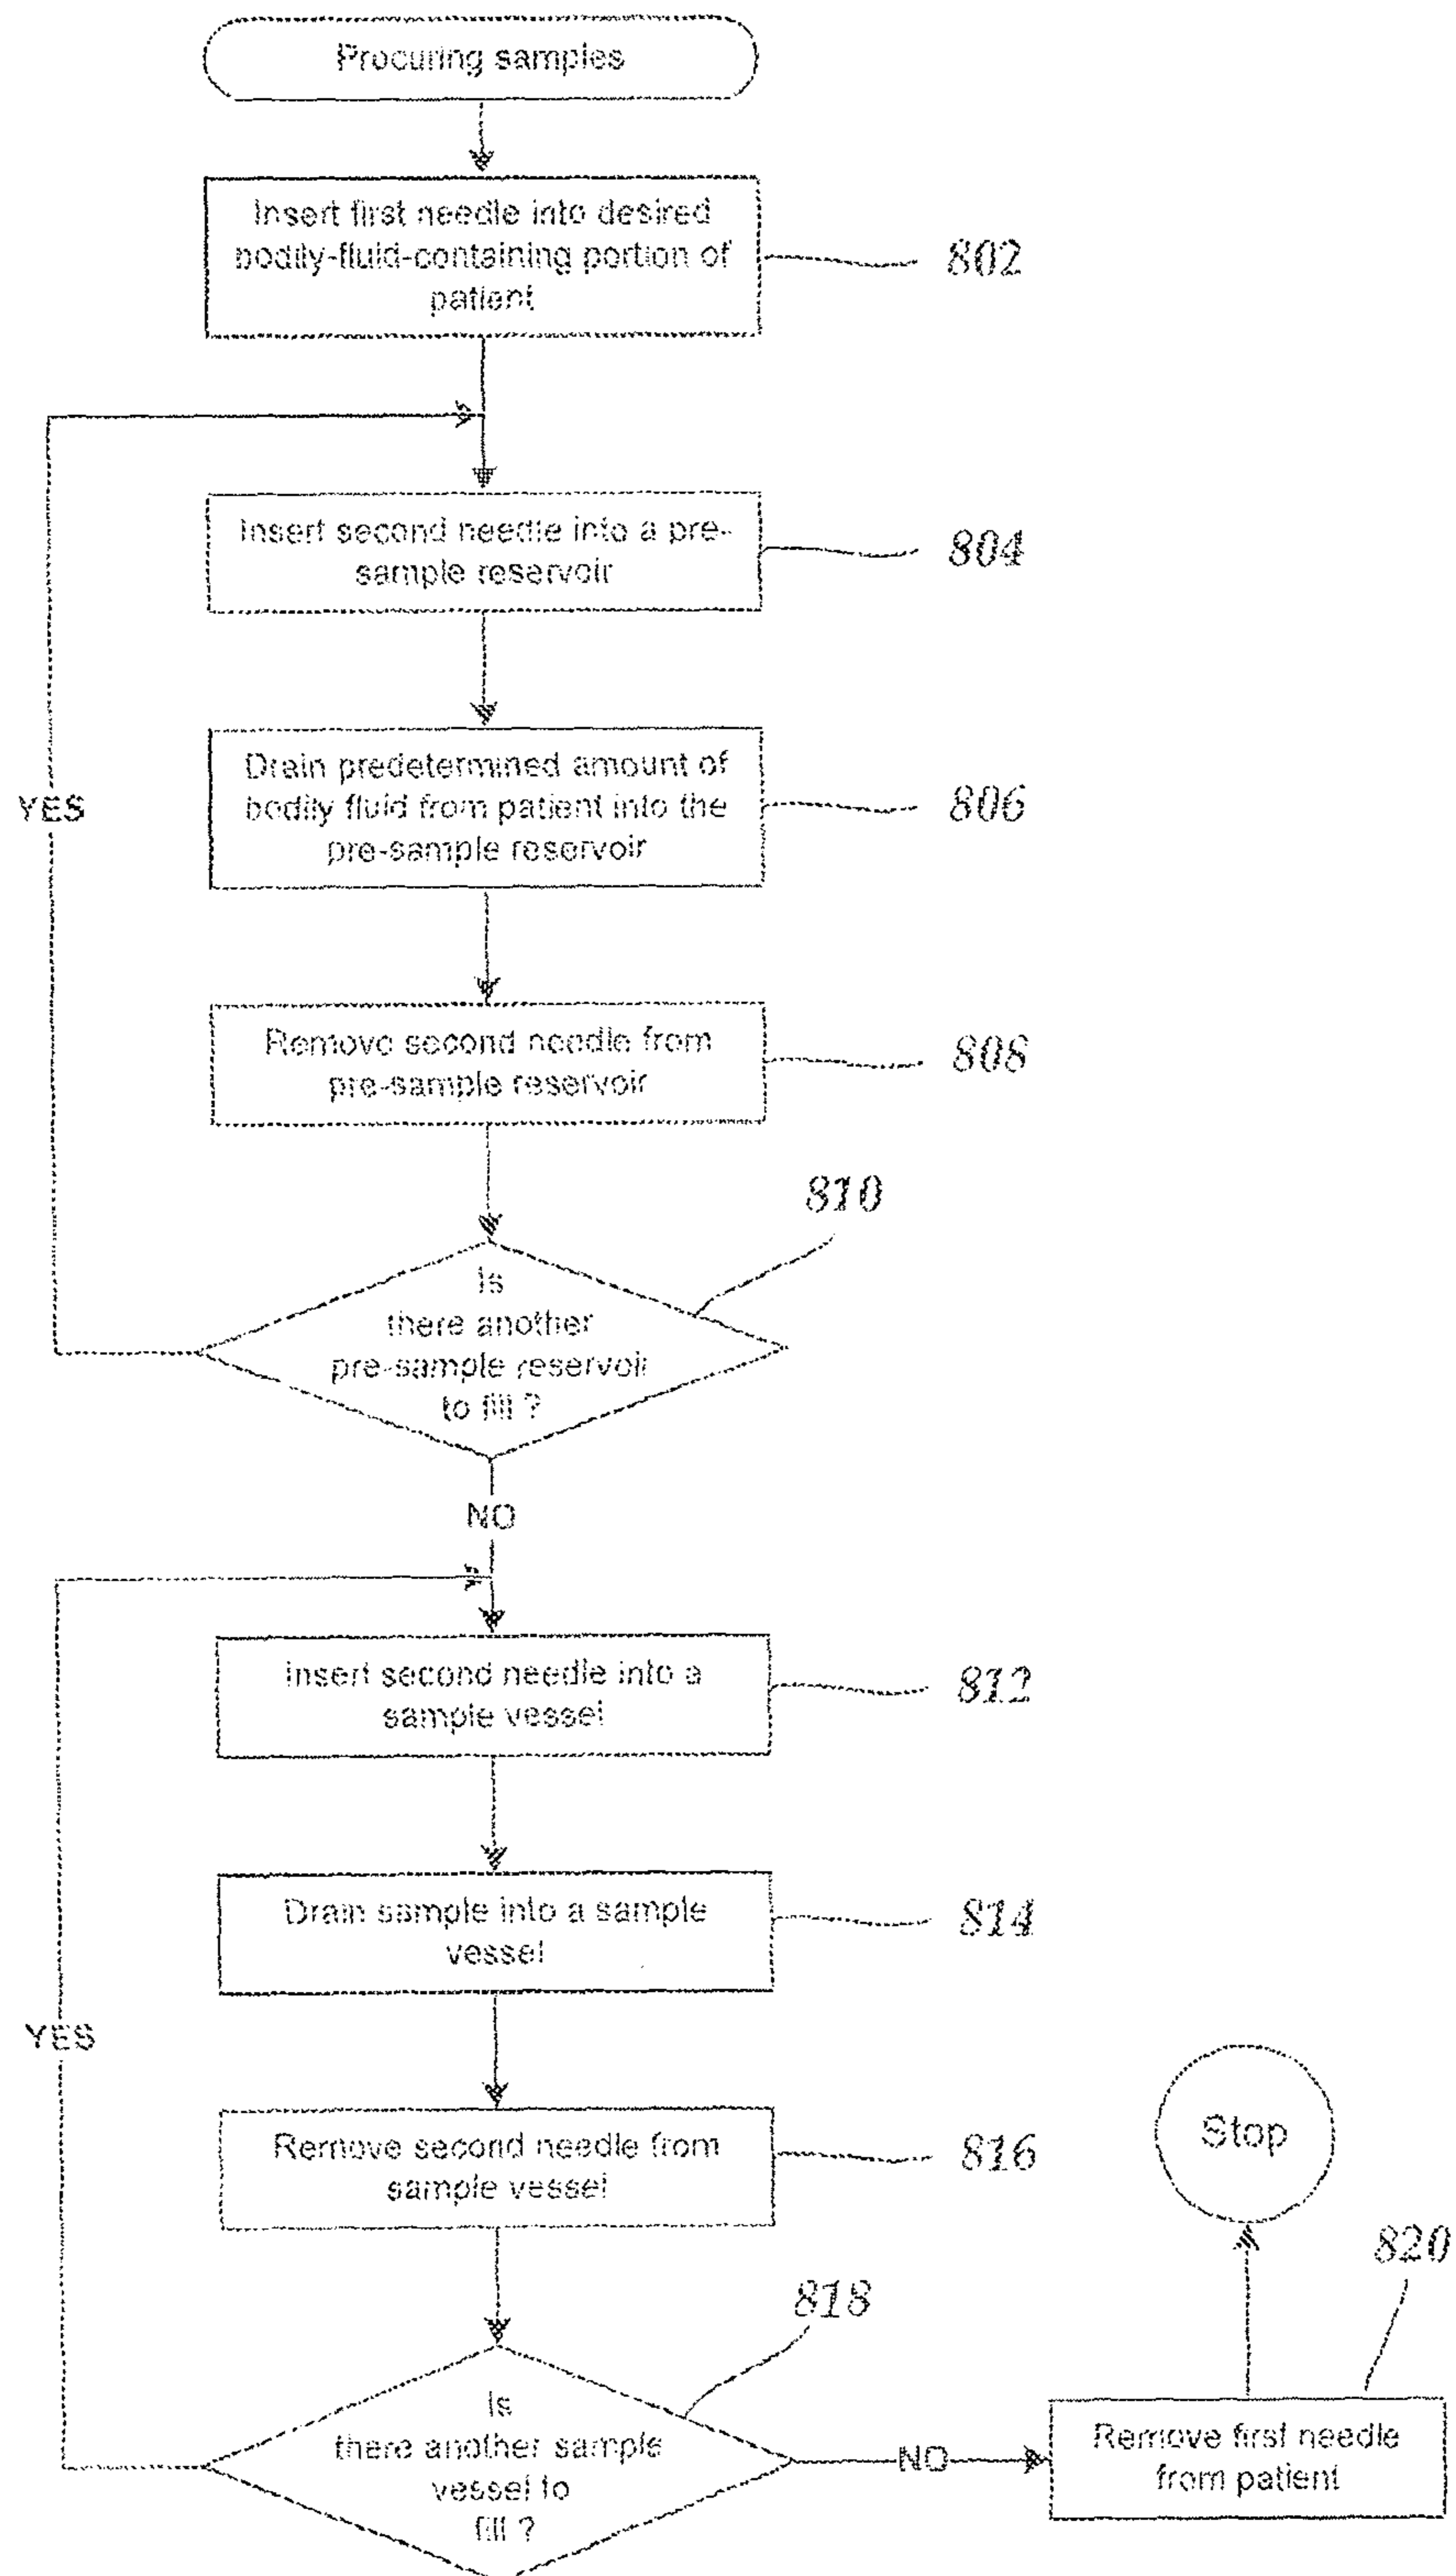 Procuring samples
Insert first needle into desired
bodily-fluid-containing portion of
patient
802
Insert second needle into a pre-
sample reservoir
804
YES
Drain predetermined amount of
bodily fluid from patient into the
pre-sample reservoir
806
Remove second needle from
pre-sample reservoir
808
810
Is
there another
pre-sample reservoir
to fill ?
NO
Insert second needle into a
sample vessel
812
Drain sample into a sample
vessel
814
YES
Remove second needle from
sample vessel
816
Stop
820
818
Is
there another sample
vessel to
fill ?
NO
Remove first needle
from patient